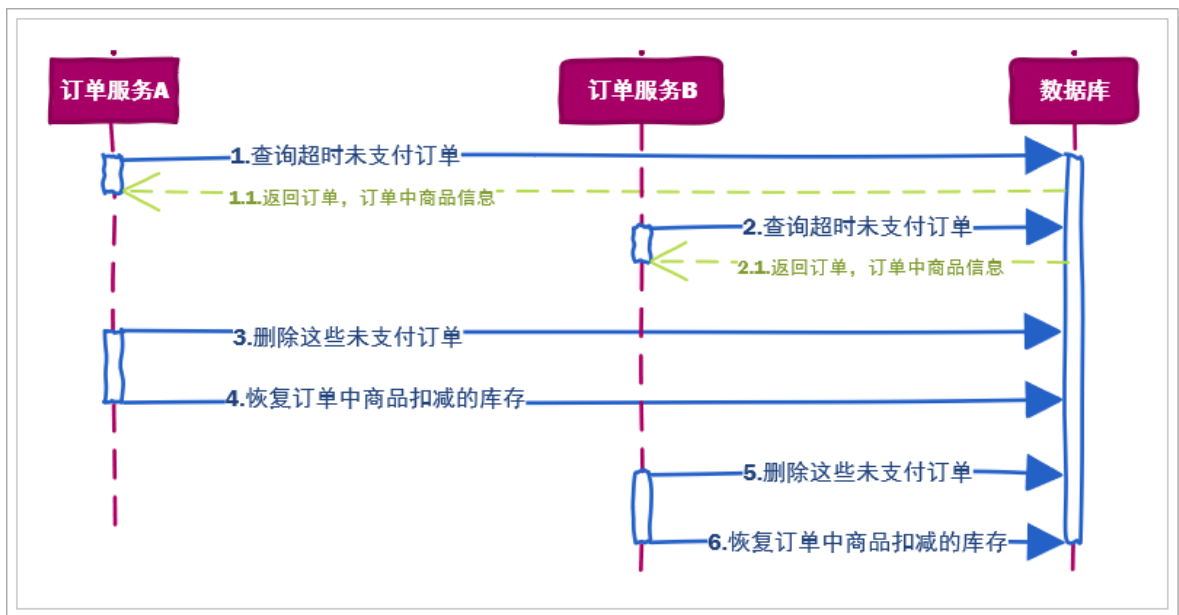 订单服务A
订单服务B
数据库
1.查询超时未支付订单
1.1.返回订单，订单中商品信息
2.查询超时未支付订单
2.1.返回订单，订单中商品信息
3.删除这些未支付订单
4.恢复订单中商品扣减的库存
5.删除这些未支付订单
6.恢复订单中商品扣减的库存